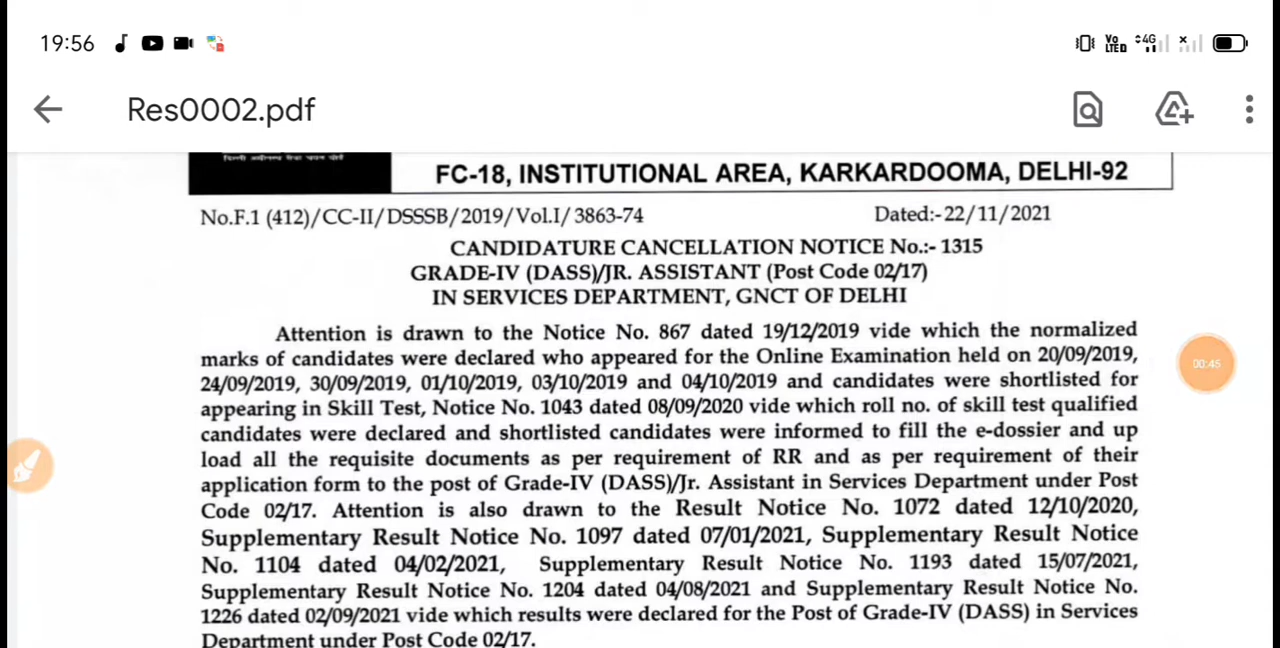 19:56
Vo LTE 4G
Res0002.pdf
दिल्ली अधीनस्थ सेवा चयन बोर्ड
FC-18, INSTITUTIONAL AREA, KARKARDOOMA, DELHI-92
No.F.1 (412)/CC-II/DSSSB/2019/Vol.I/ 3863-74 Dated:-22/11/2021
CANDIDATURE CANCELLATION NOTICE No.:- 1315
GRADE-IV (DASS)/JR. ASSISTANT (Post Code 02/17)
IN SERVICES DEPARTMENT, GNCT OF DELHI
Attention is drawn to the Notice No. 867 dated 19/12/2019 vide which the normalized
marks of candidates were declared who appeared for the Online Examination held on 20/09/2019,
24/09/2019, 30/09/2019, 01/10/2019, 03/10/2019 and 04/10/2019 and candidates were shortlisted for
appearing in Skill Test, Notice No. 1043 dated 08/09/2020 vide which roll no. of skill test qualified
candidates were declared and shortlisted candidates were informed to fill the e-dossier and up
load all the requisite documents as per requirement of RR and as per requirement of their
application form to the post of Grade-IV (DASS)/Jr. Assistant in Services Department under Post
Code 02/17. Attention is also drawn to the Result Notice No. 1072 dated 12/10/2020,
Supplementary Result Notice No. 1097 dated 07/01/2021, Supplementary Result Notice
No. 1104 dated 04/02/2021, Supplementary Result Notice No. 1193 dated 15/07/2021,
Supplementary Result Notice No. 1204 dated 04/08/2021 and Supplementary Result Notice No.
1226 dated 02/09/2021 vide which results were declared for the Post of Grade-IV (DASS) in Services
Department under Post Code 02/17.
00:45